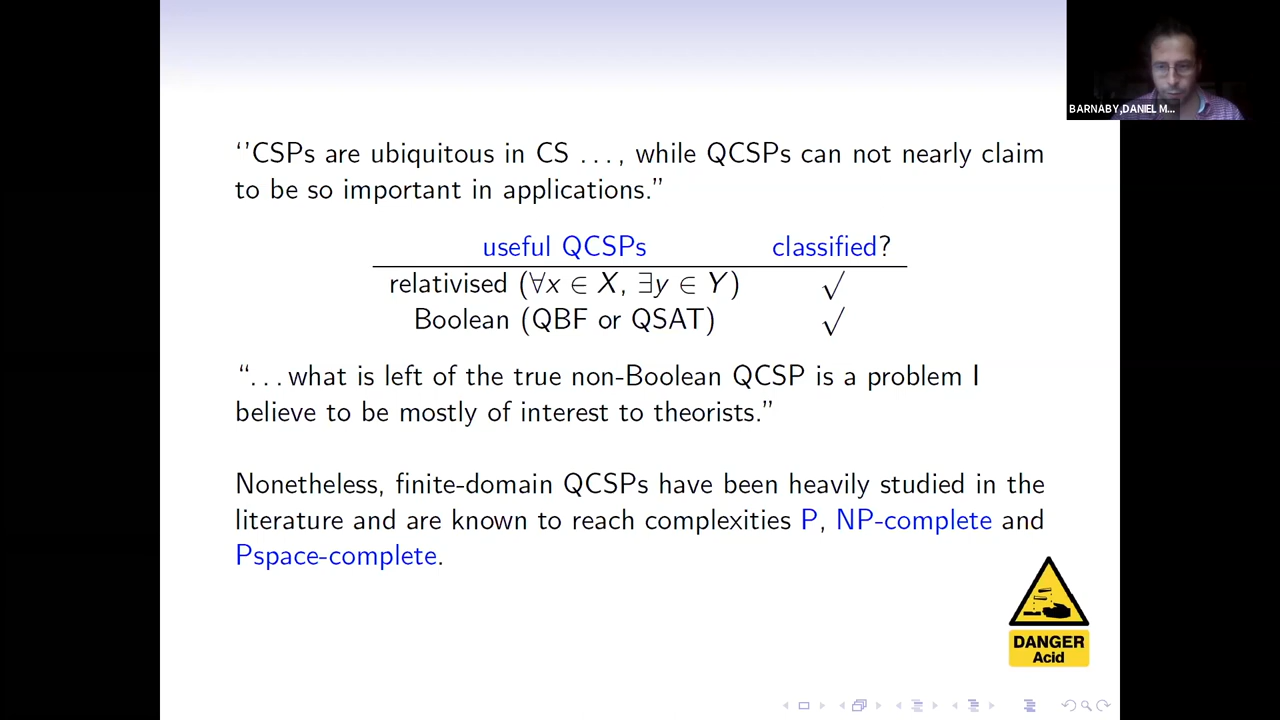 BARNABY,DANIEL M...
‘’CSPs are ubiquitous in CS ..., while QCSPs can not nearly claim
to be so important in applications.”
useful QCSPs classified?
relativised (∀x ∈ X, ∃y ∈ Y) √
Boolean (QBF or QSAT) √
“...what is left of the true non-Boolean QCSP is a problem I
believe to be mostly of interest to theorists.”
Nonetheless, finite-domain QCSPs have been heavily studied in the
literature and are known to reach complexities P, NP-complete and
Pspace-complete.
DANGER
Acid